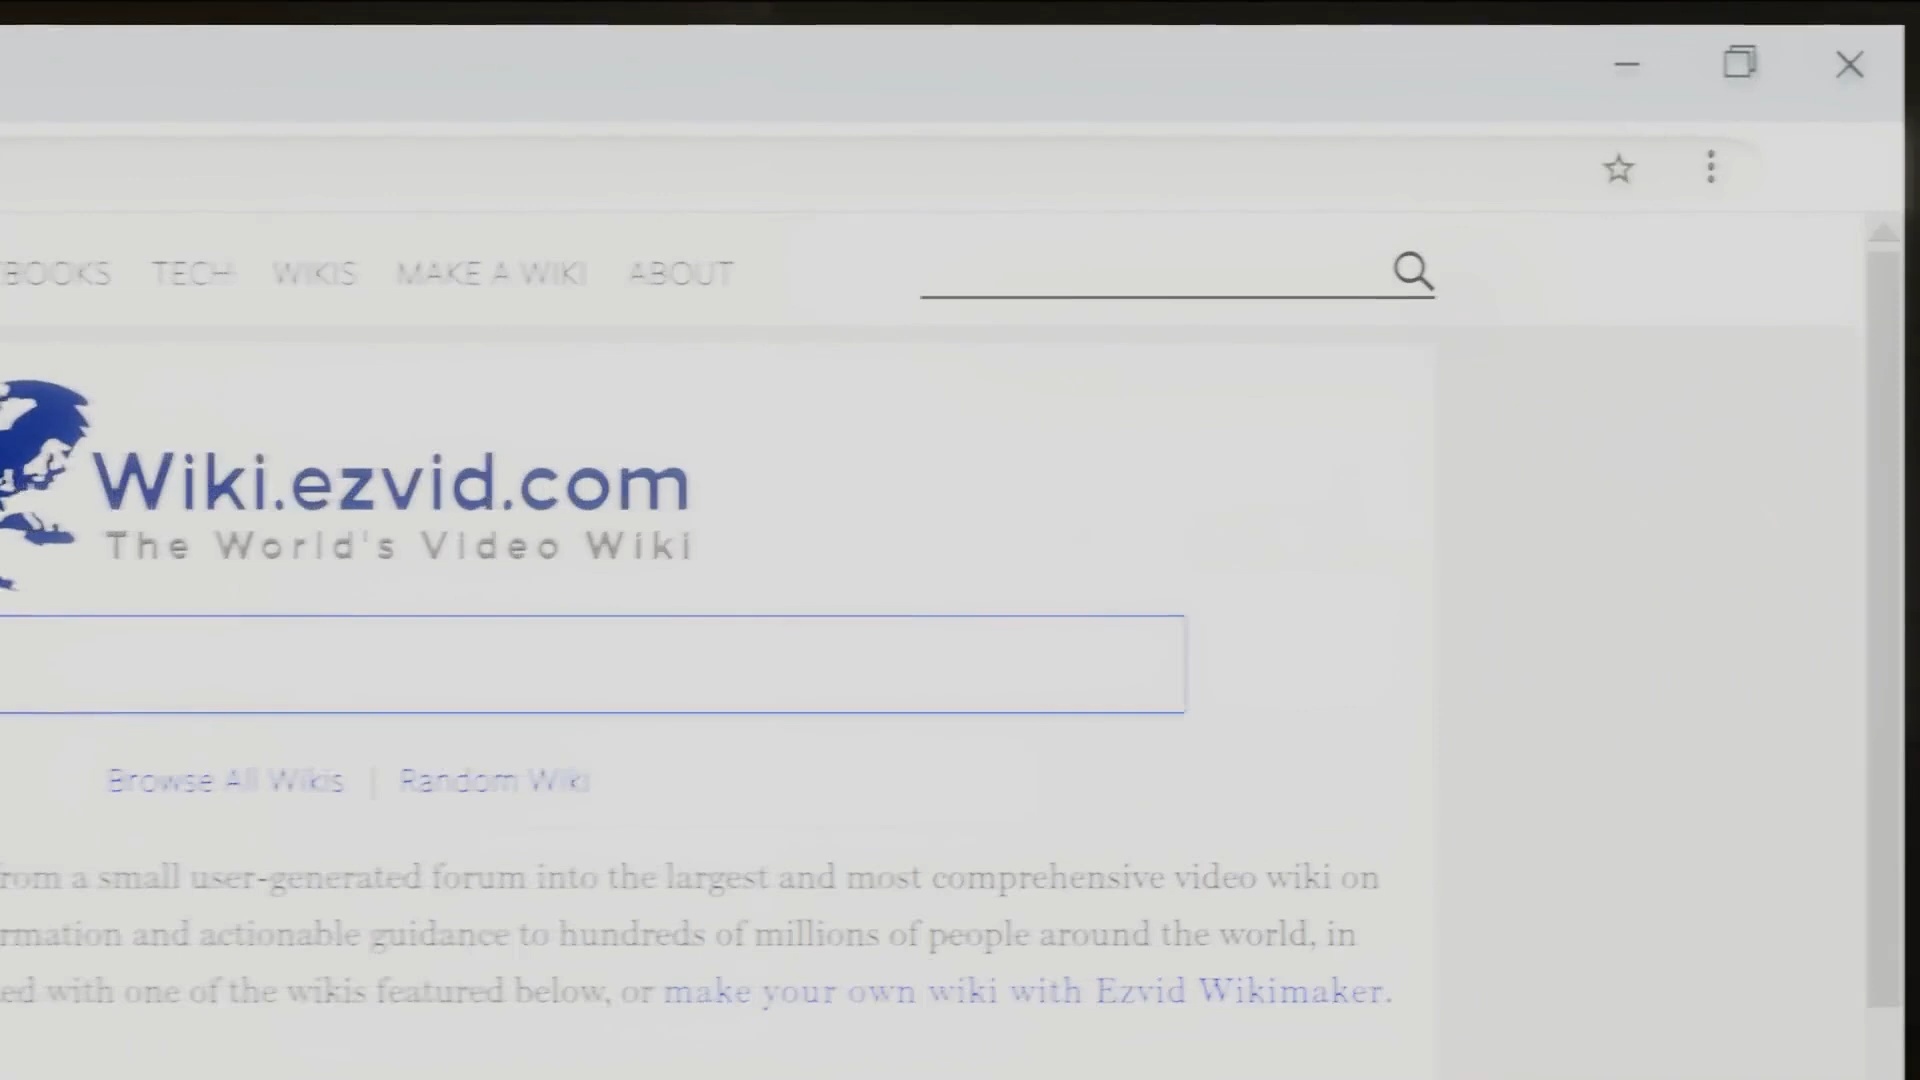 BOOKS TECH WIKIS MAKE A WIKI ABOUT
Wiki.ezvid.com
The World's Video Wiki
Browse All Wikis | Random Wiki
a small user-generated forum into the largest and most comprehensive video wiki on
and actionable guidance to hundreds of millions of people around the world, in
with one of the wikis featured below, or make your own wiki with Ezvid Wikimaker.